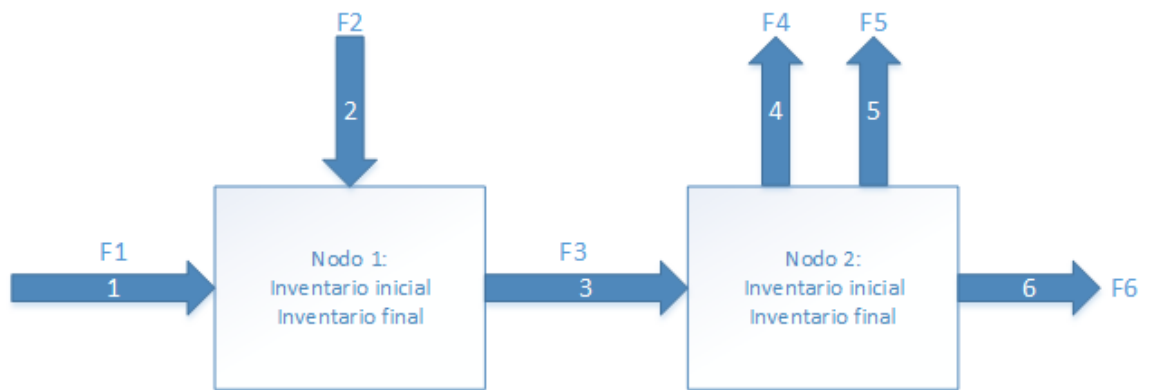 F2
F4
F5
2
4
5
F1
1
Nodo 1:
Inventario inicial
Inventario final
F3
3
Nodo 2:
Inventario inicial
Inventario final
6
F6